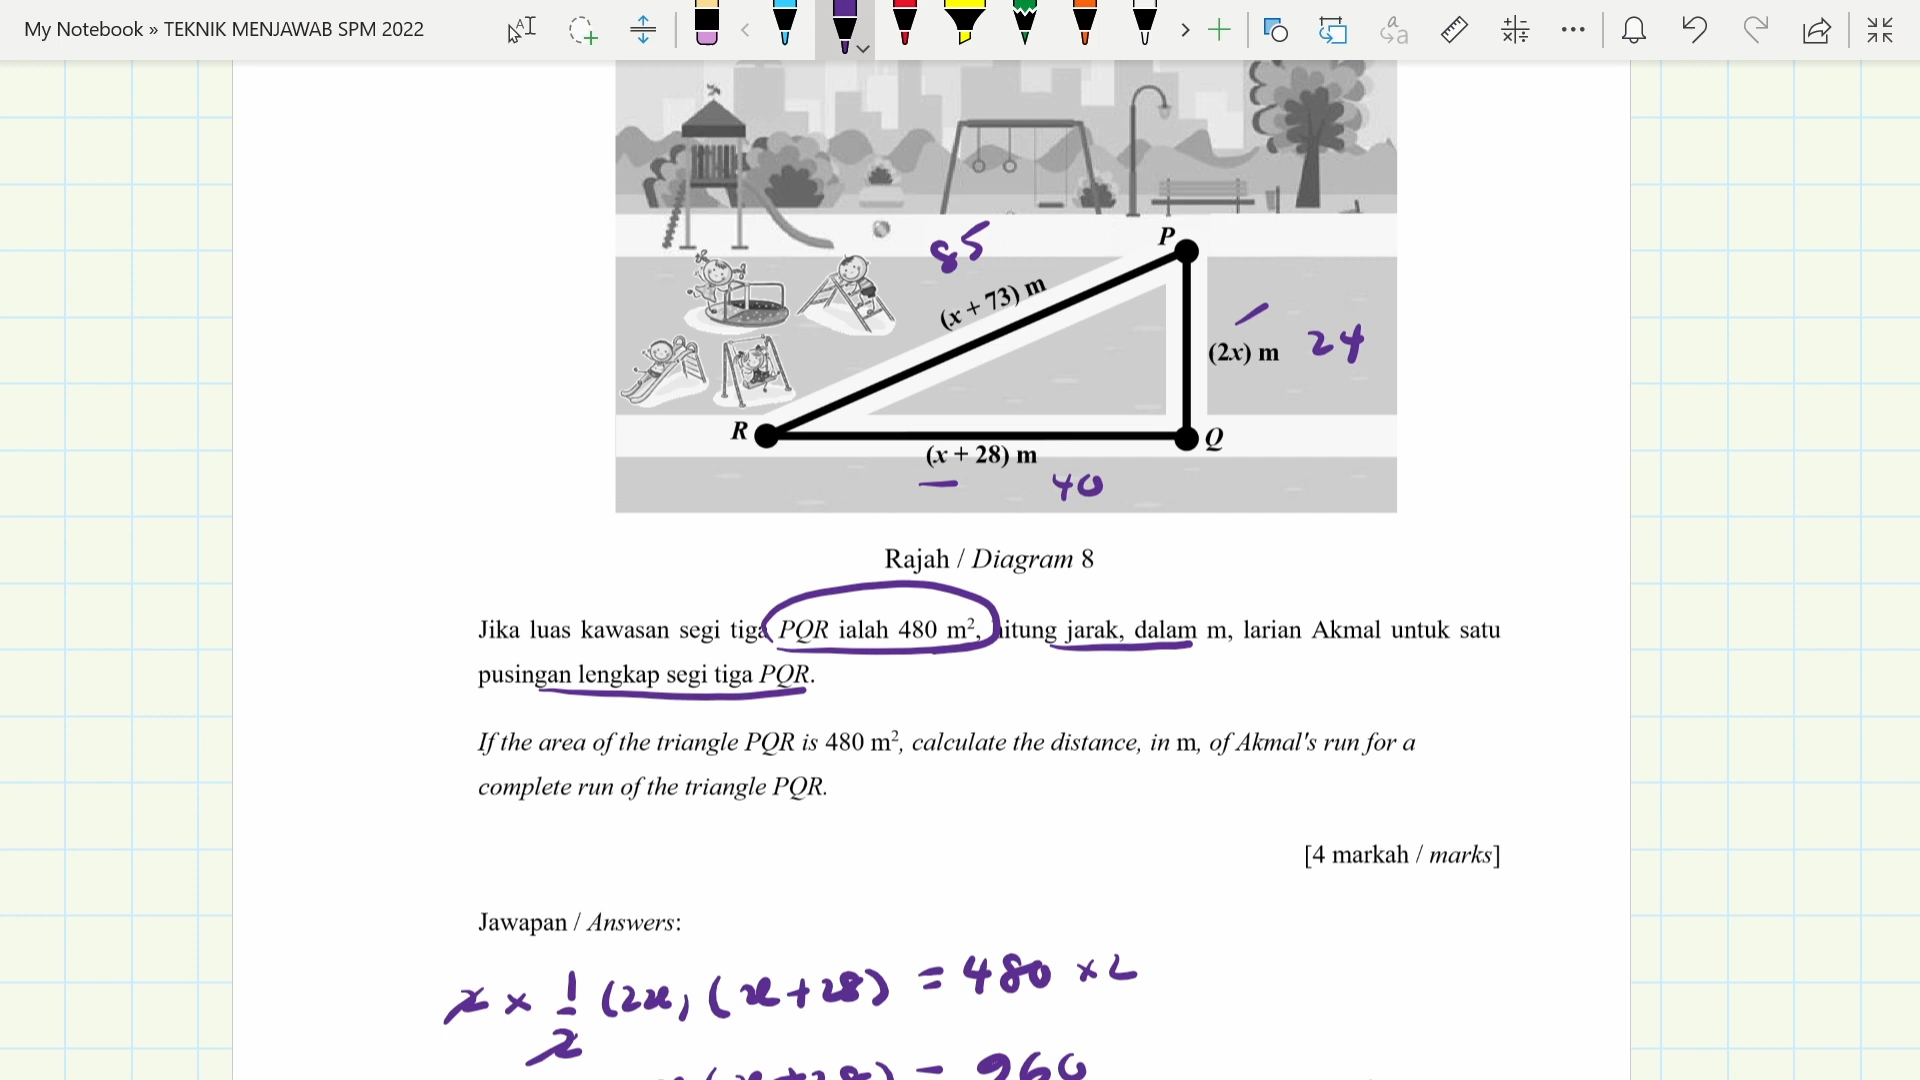 My Notebook » TEKNIK MENJAWAB SPM 2022
85
P
(x + 73) m
(2x) m 24
R
Q
(x + 28) m
40
Rajah / Diagram 8
Jika luas kawasan segi tiga PQR ialah 480 m², hitung jarak, dalam m, larian Akmal untuk satu
pusingan lengkap segi tiga PQR.
If the area of the triangle PQR is 480 m², calculate the distance, in m, of Akmal's run for a
complete run of the triangle PQR.
[4 markah / marks]
Jawapan / Answers:
2 × 1/2 (2x) (x+28) = 480 × 2
(x+28) = 960